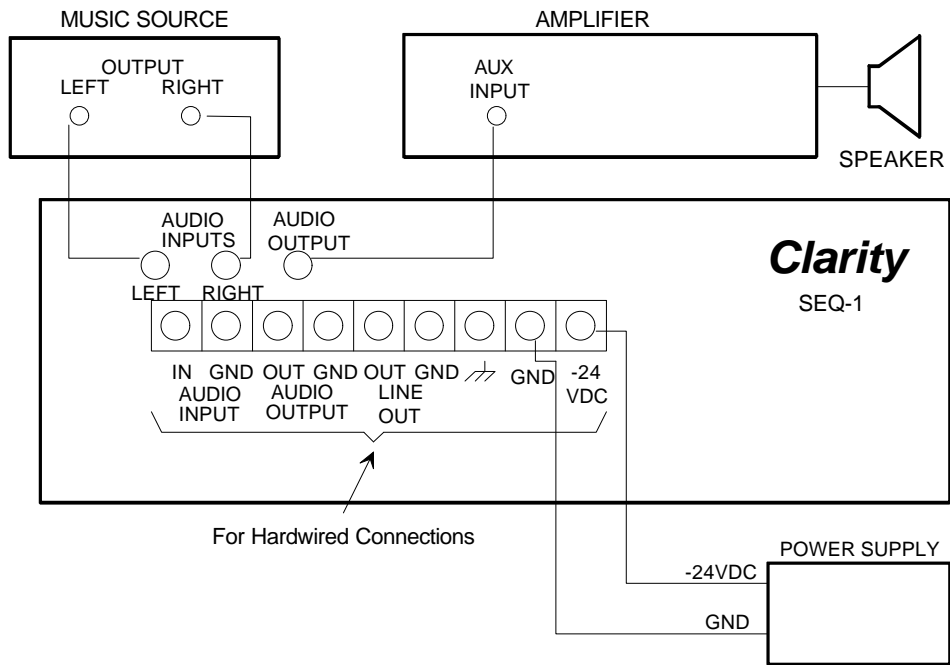 MUSIC SOURCE
OUTPUT
LEFT RIGHT
AMPLIFIER
AUX
INPUT
SPEAKER
AUDIO
INPUTS
AUDIO
OUTPUT
LEFT RIGHT
Clarity
SEQ-1
IN GND OUT GND OUT GND GND -24
VDC
AUDIO
INPUT
AUDIO
OUTPUT
LINE
OUT
For Hardwired Connections
POWER SUPPLY
-24VDC
GND